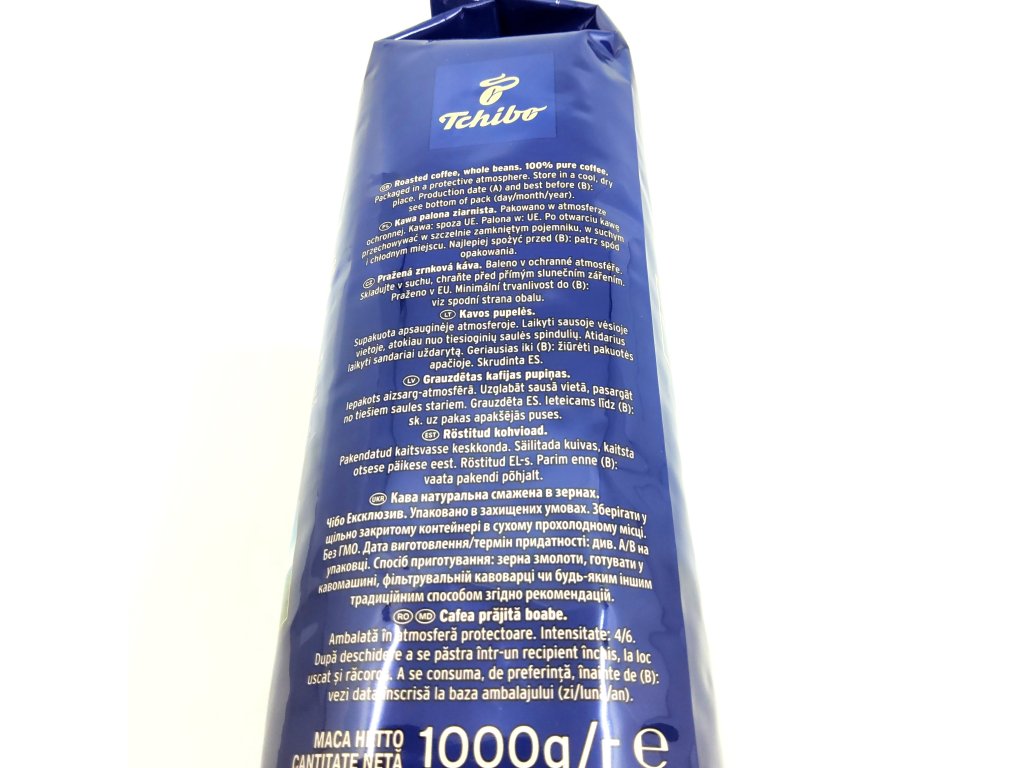 Tchibo
GB Roasted coffee, whole beans. 100% pure coffee.
Packaged in a protective atmosphere. Store in a cool, dry
place. Production date (A) and best before (B):
see bottom of pack (day/month/year).
PL Kawa palona ziarnista. Pakowano w atmosferze
ochronnej. Kawa: spoza UE. Palona w: UE. Po otwarciu kawę
przechowywać w szczelnie zamkniętym pojemniku, w suchym
i chłodnym miejscu. Najlepiej spożyć przed (B): patrz spód
opakowania.
CZ Pražená zrnková káva. Baleno v ochranné atmosféře.
Skladujte v suchu, chraňte před přímým slunečním zářením.
Praženo v EU. Minimální trvanlivost do (B):
viz spodní strana obalu.
LT Kavos pupelės.
Supakuota apsauginėje atmosferoje. Laikyti sausoje vėsioje
vietoje, atokiau nuo tiesioginių saulės spindulių. Atidarius
laikyti sandariai uždarytą. Geriausias iki (B): žiūrėti pakuotės
apačioje. Skrudinta ES.
LV Grauzdētas kafijas pupiņas.
Iepakots aizsarg-atmosfērā. Uzglabāt sausā vietā, pasargāt
no tiešiem saules stariem. Grauzdēta ES. Ieteicams līdz (B):
sk. uz pakas apakšējās puses.
EST Röstitud kohvioad.
Pakendatud kaitsvasse keskkonda. Säilitada kuivas, kaitsta
otsese päikese eest. Röstitud EL-s. Parim enne (B):
vaata pakendi põhjalt.
UKR Кава натуральна смажена в зернах.
Чібо Ексклюзив. Упаковано в захищених умовах. Зберігати у
щільно закритому контейнері в сухому прохолодному місці.
Без ГМО. Дата виготовлення/термін придатності: див. А/В на
упаковці. Спосіб приготування: зерна змолоти, готувати у
кавомашині, фільтрувальній кавоварці чи будь-яким іншим
традиційним способом згідно рекомендацій.
RO MD Cafea prăjită boabe.
Ambalată în atmosferă protectoare. Intensitate: 4/6.
După deschidere a se păstra într-un recipient închis, la loc
uscat și răcoros. A se consuma, de preferință, înainte de (B):
vezi data înscrisă la baza ambalajului (zi/luna/an).
МАСА НЕТТО 1000g/г e
CANTITATE NETĂ